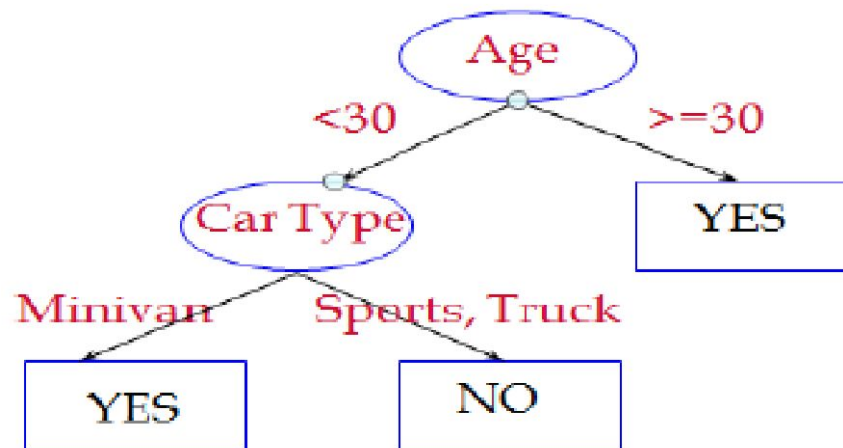 Age
<30
>=30
Car Type
YES
Minivan
Sports, Truck
YES
NO